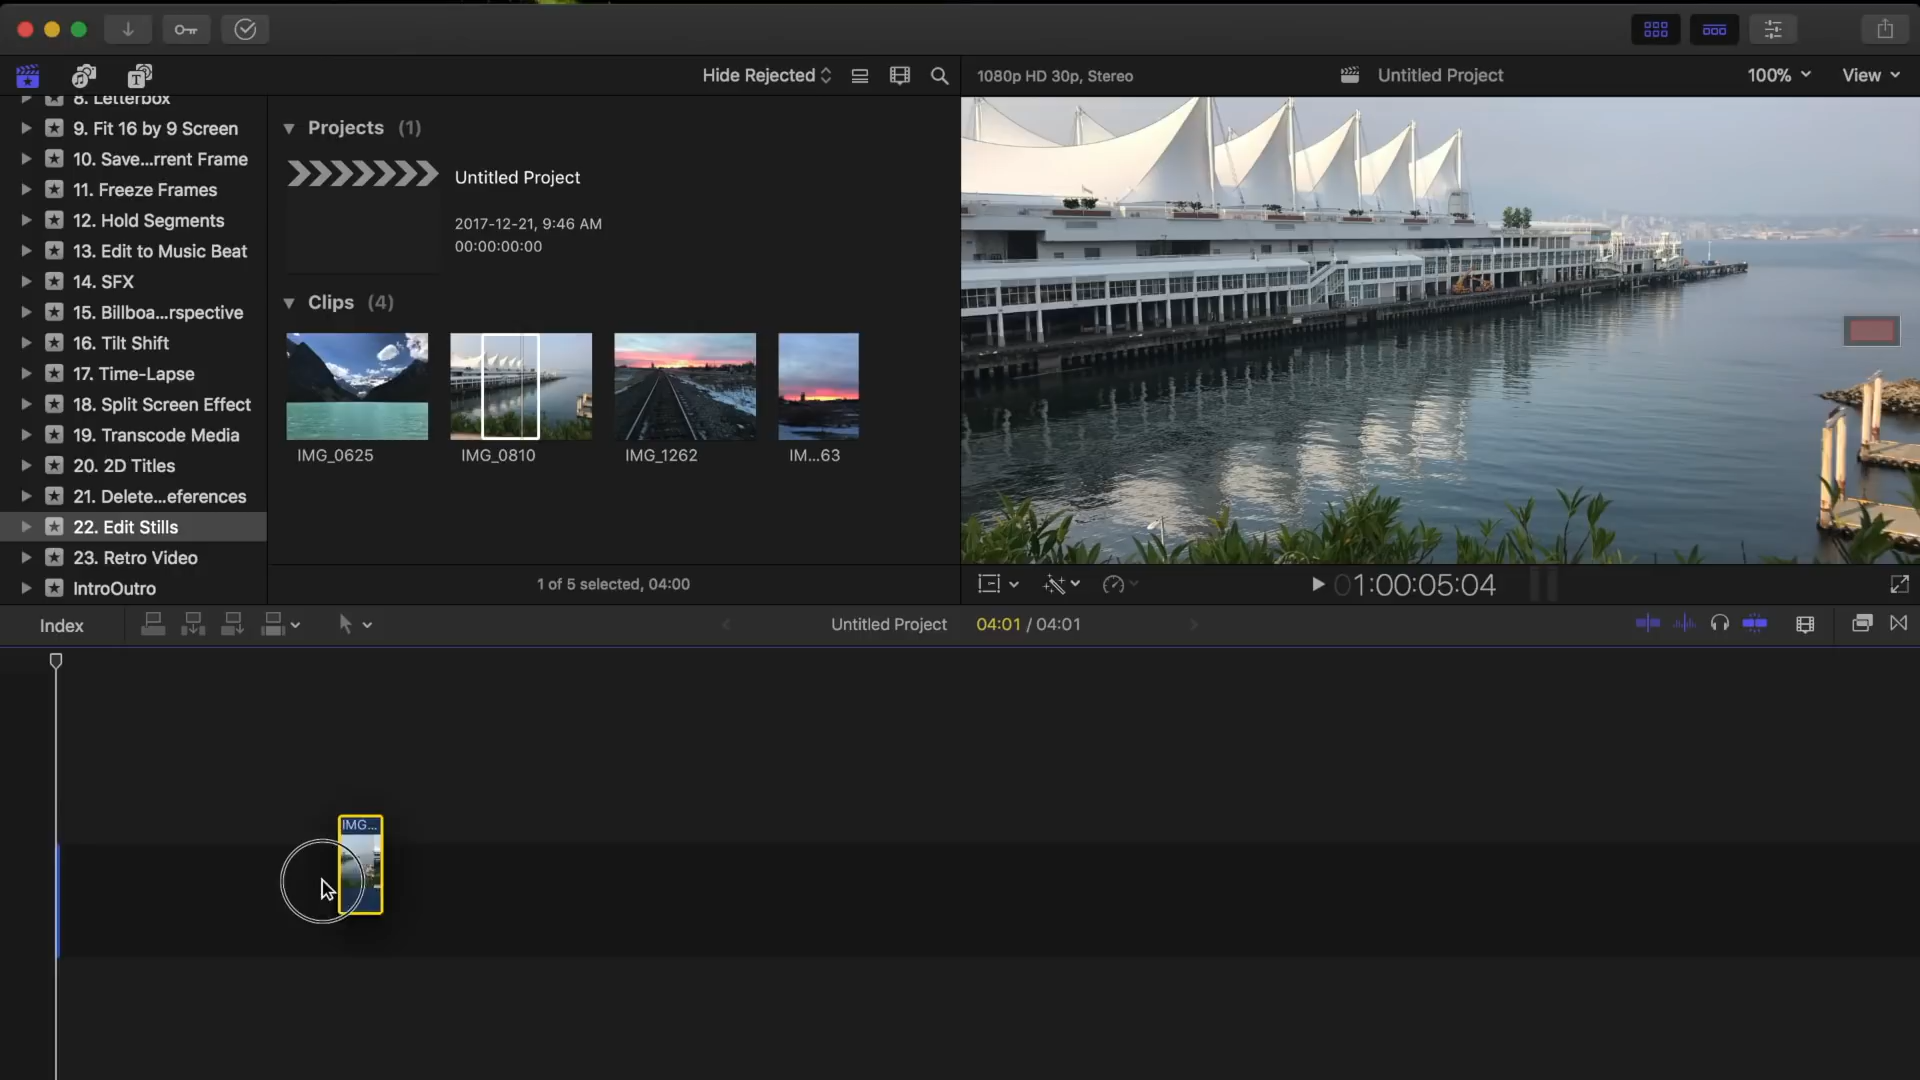 Hide Rejected
1080p HD 30p, Stereo
Untitled Project
100%
View
8. Letterbox
9. Fit 16 by 9 Screen
10. Save...rrent Frame
11. Freeze Frames
12. Hold Segments
13. Edit to Music Beat
14. SFX
15. Billboa...rspective
16. Tilt Shift
17. Time-Lapse
18. Split Screen Effect
19. Transcode Media
20. 2D Titles
21. Delete...eferences
22. Edit Stills
23. Retro Video
IntroOutro
Projects (1)
Untitled Project
2017-12-21, 9:46 AM
00:00:00:00
Clips (4)
IMG_0625
IMG_0810
IMG_1262
IM...63
1 of 5 selected, 04:00
01:00:05:04
Index
Untitled Project
04:01 / 04:01
IMG...